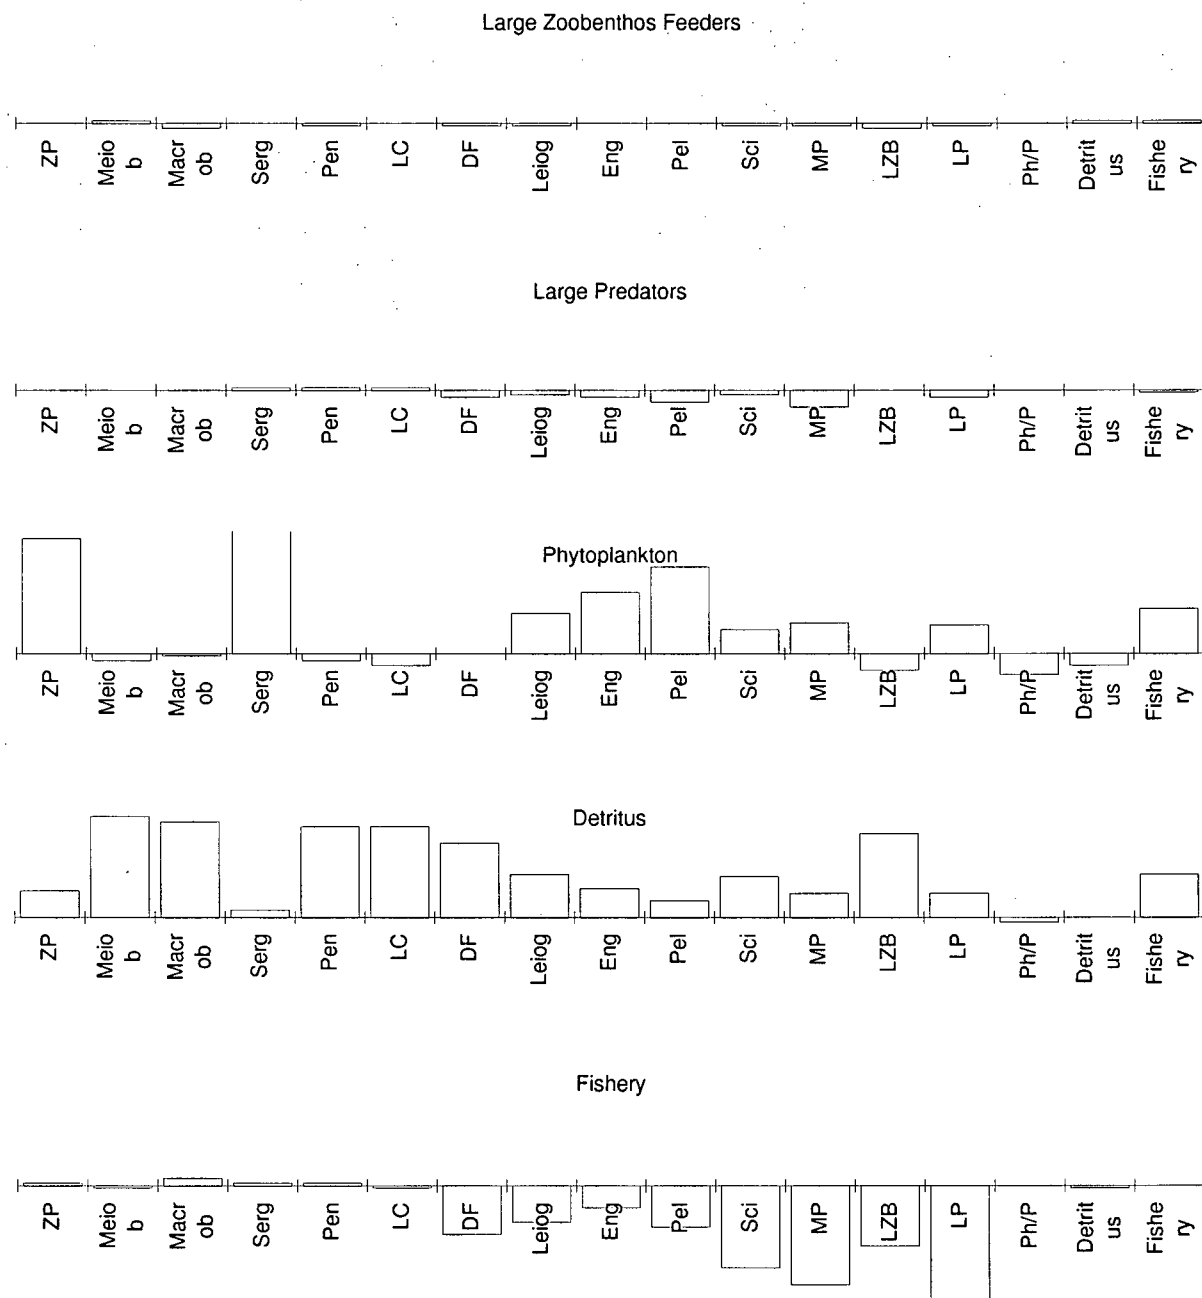 Large Zoobenthos Feeders
ZP Meio b Macr ob Serg Pen LC DF Leiog Eng Pel Sci MP LZB LP Ph/P Detrit us Fishe ry
Large Predators
ZP Meio b Macr ob Serg Pen LC DF Leiog Eng Pel Sci MP LZB LP Ph/P Detrit us Fishe ry
Phytoplankton
ZP Meio b Macr ob Serg Pen LC DF Leiog Eng Pel Sci MP LZB LP Ph/P Detrit us Fishe ry
Detritus
ZP Meio b Macr ob Serg Pen LC DF Leiog Eng Pel Sci MP LZB LP Ph/P Detrit us Fishe ry
Fishery
ZP Meio b Macr ob Serg Pen LC DF Leiog Eng Pel Sci MP LZB LP Ph/P Detrit us Fishe ry